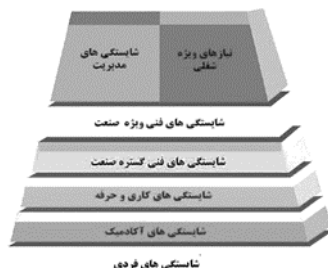 نیازهای ویژه شغلی
شایستگی های مدیریت
شایستگی های فنی ویژه صنعت
شایستگی های فنی گستره صنعت
شایستگی های کاری و حرفه
شایستگی های آکادمیک
شایستگی های فردی